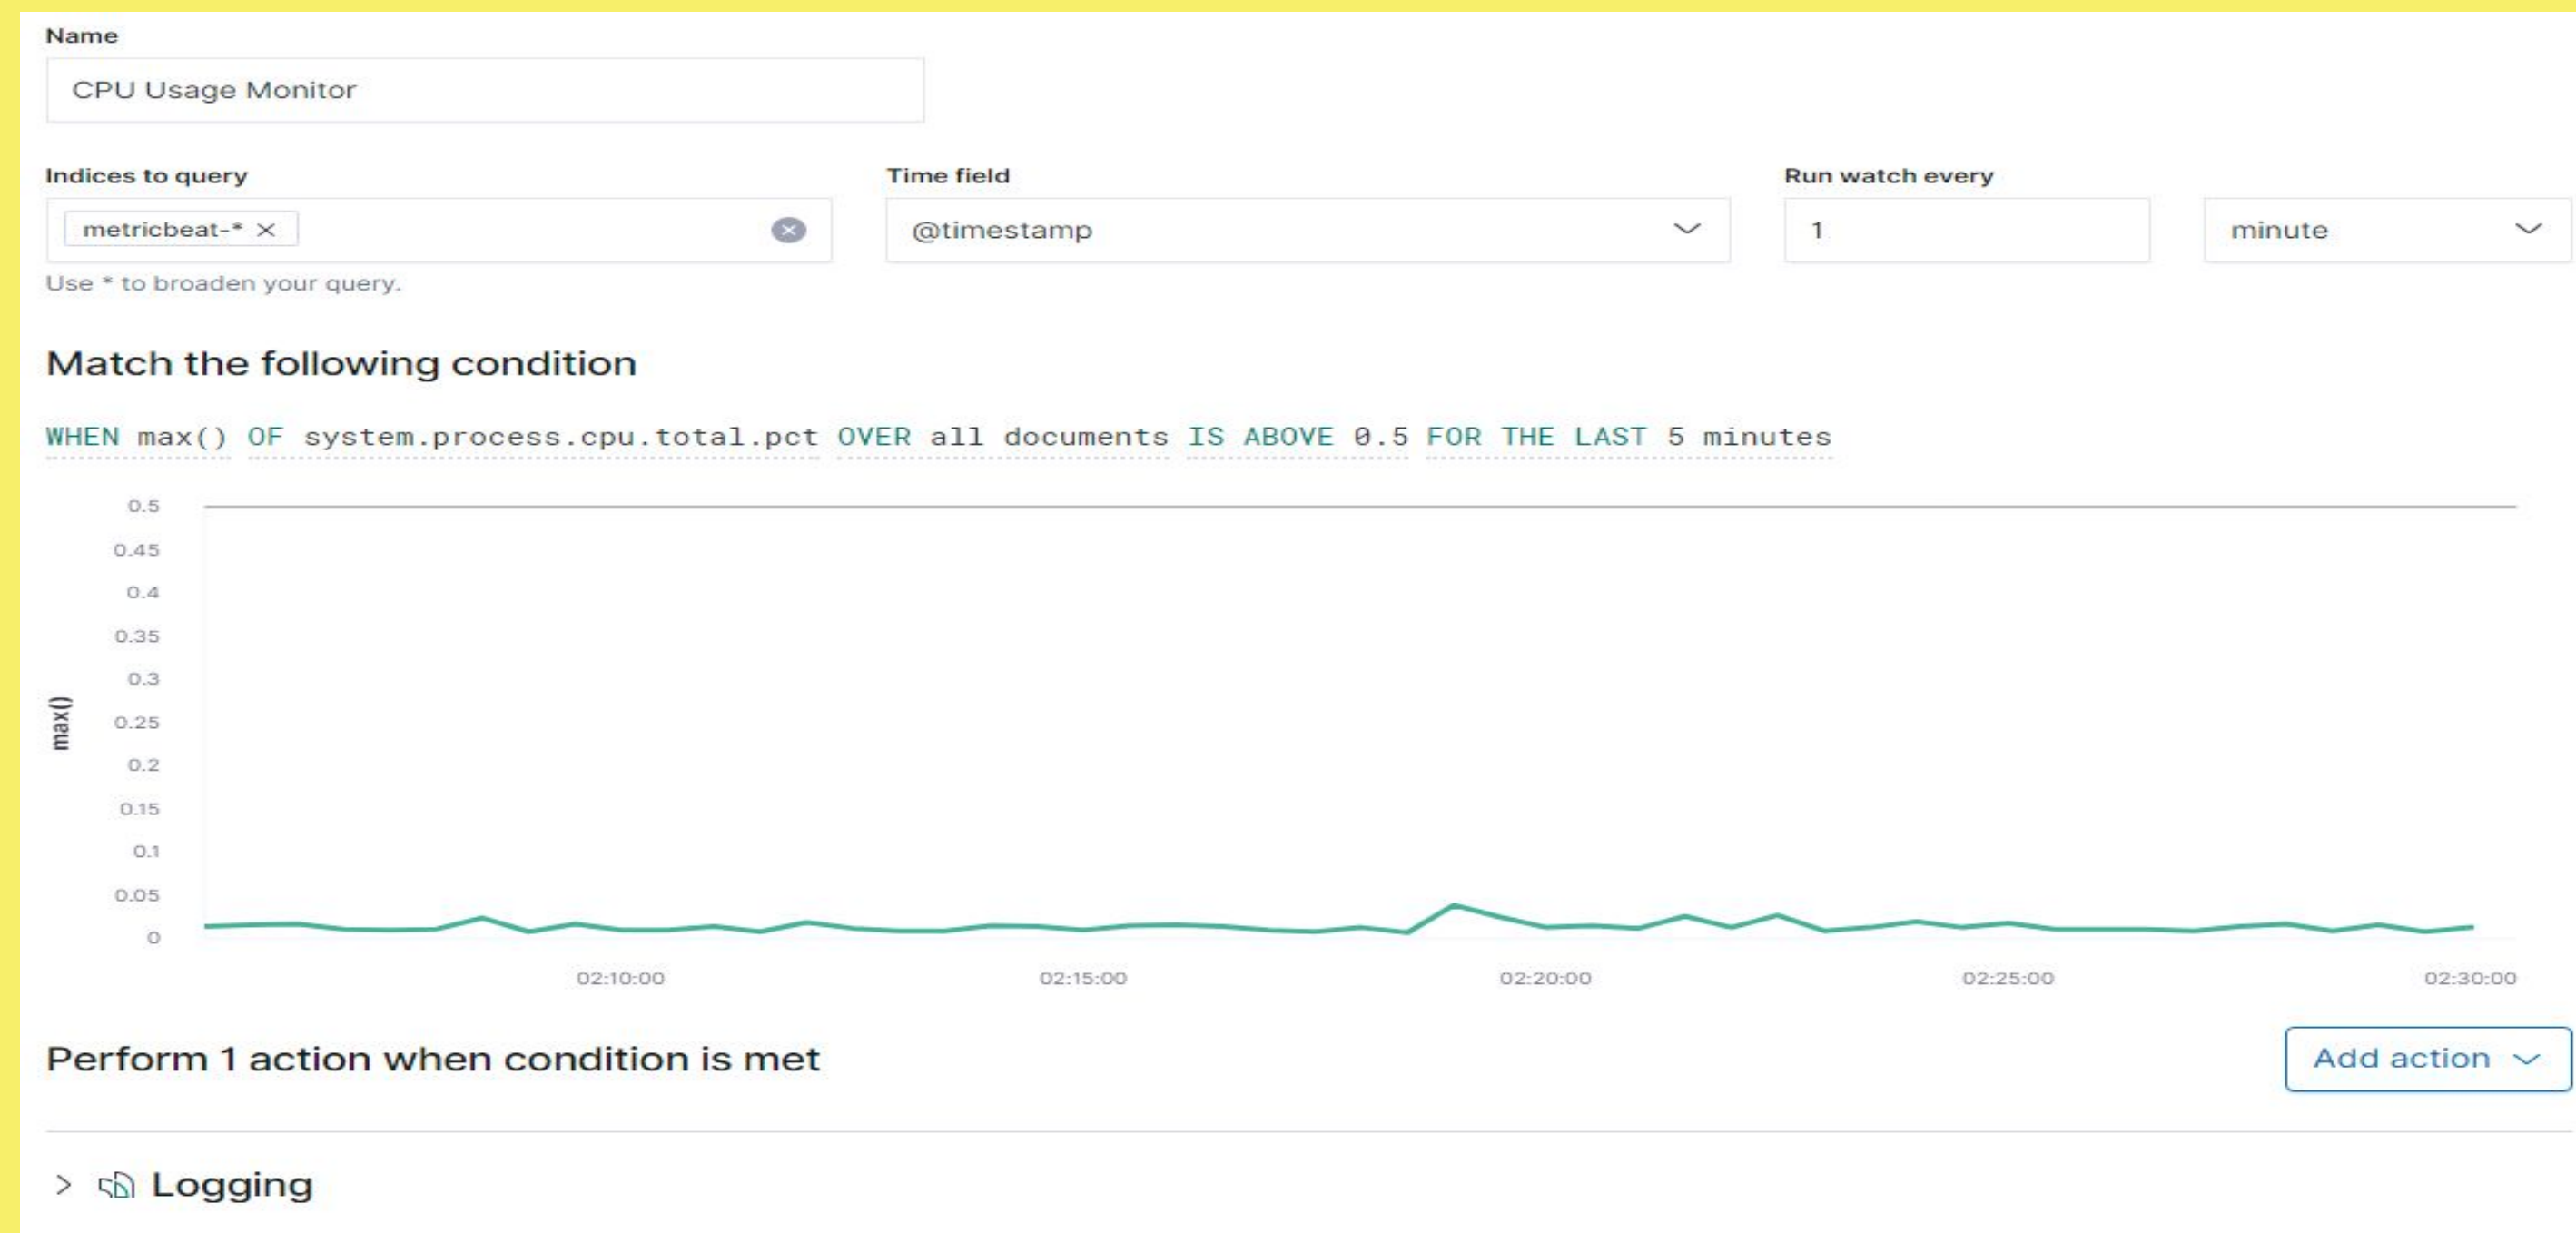 Name
CPU Usage Monitor
Indices to query Time field Run watch every
metricbeat-* @timestamp 1 minute
Use * to broaden your query.
Match the following condition
WHEN max() OF system.process.cpu.total.pct OVER all documents IS ABOVE 0.5 FOR THE LAST 5 minutes
0.5
0.45
0.4
0.35
0.3
0.25
0.2
0.15
0.1
0.05
0
max()
02:10:00 02:15:00 02:20:00 02:25:00 02:30:00
Perform 1 action when condition is met Add action
Logging